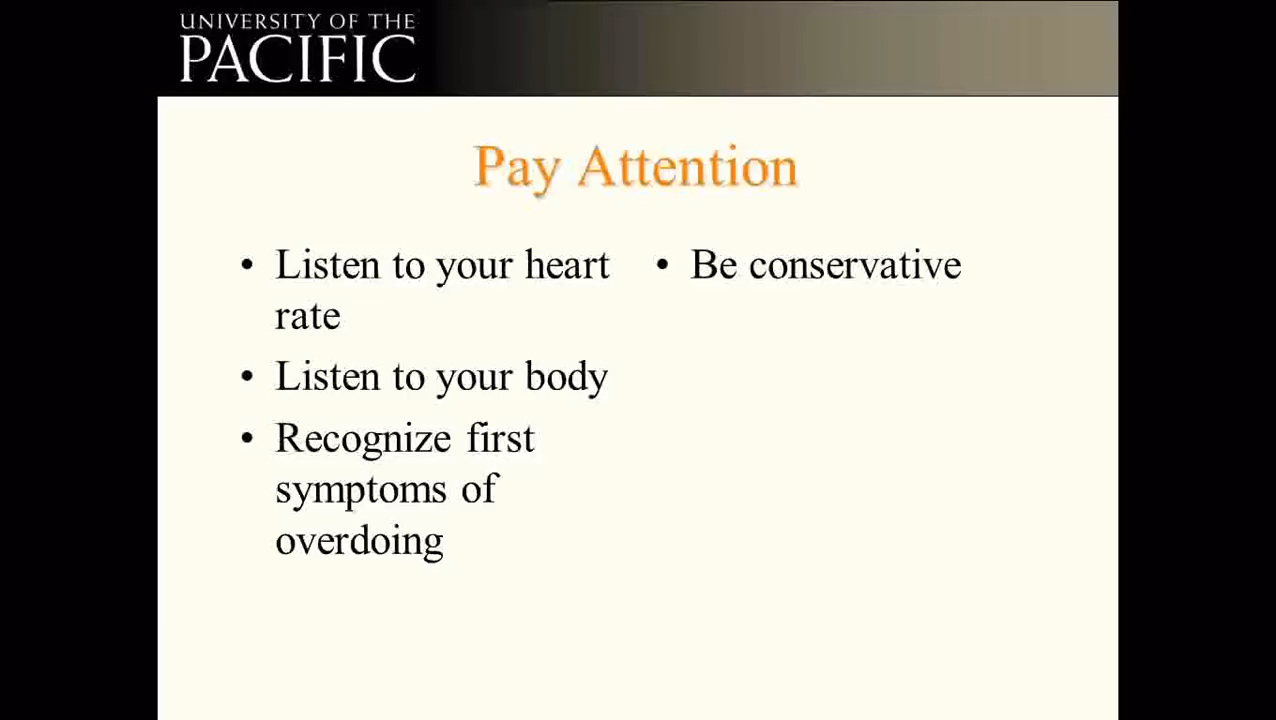 UNIVERSITY OF THE
PACIFIC
Pay Attention
• Listen to your heart
rate
• Listen to your body
• Recognize first
symptoms of
overdoing
• Be conservative